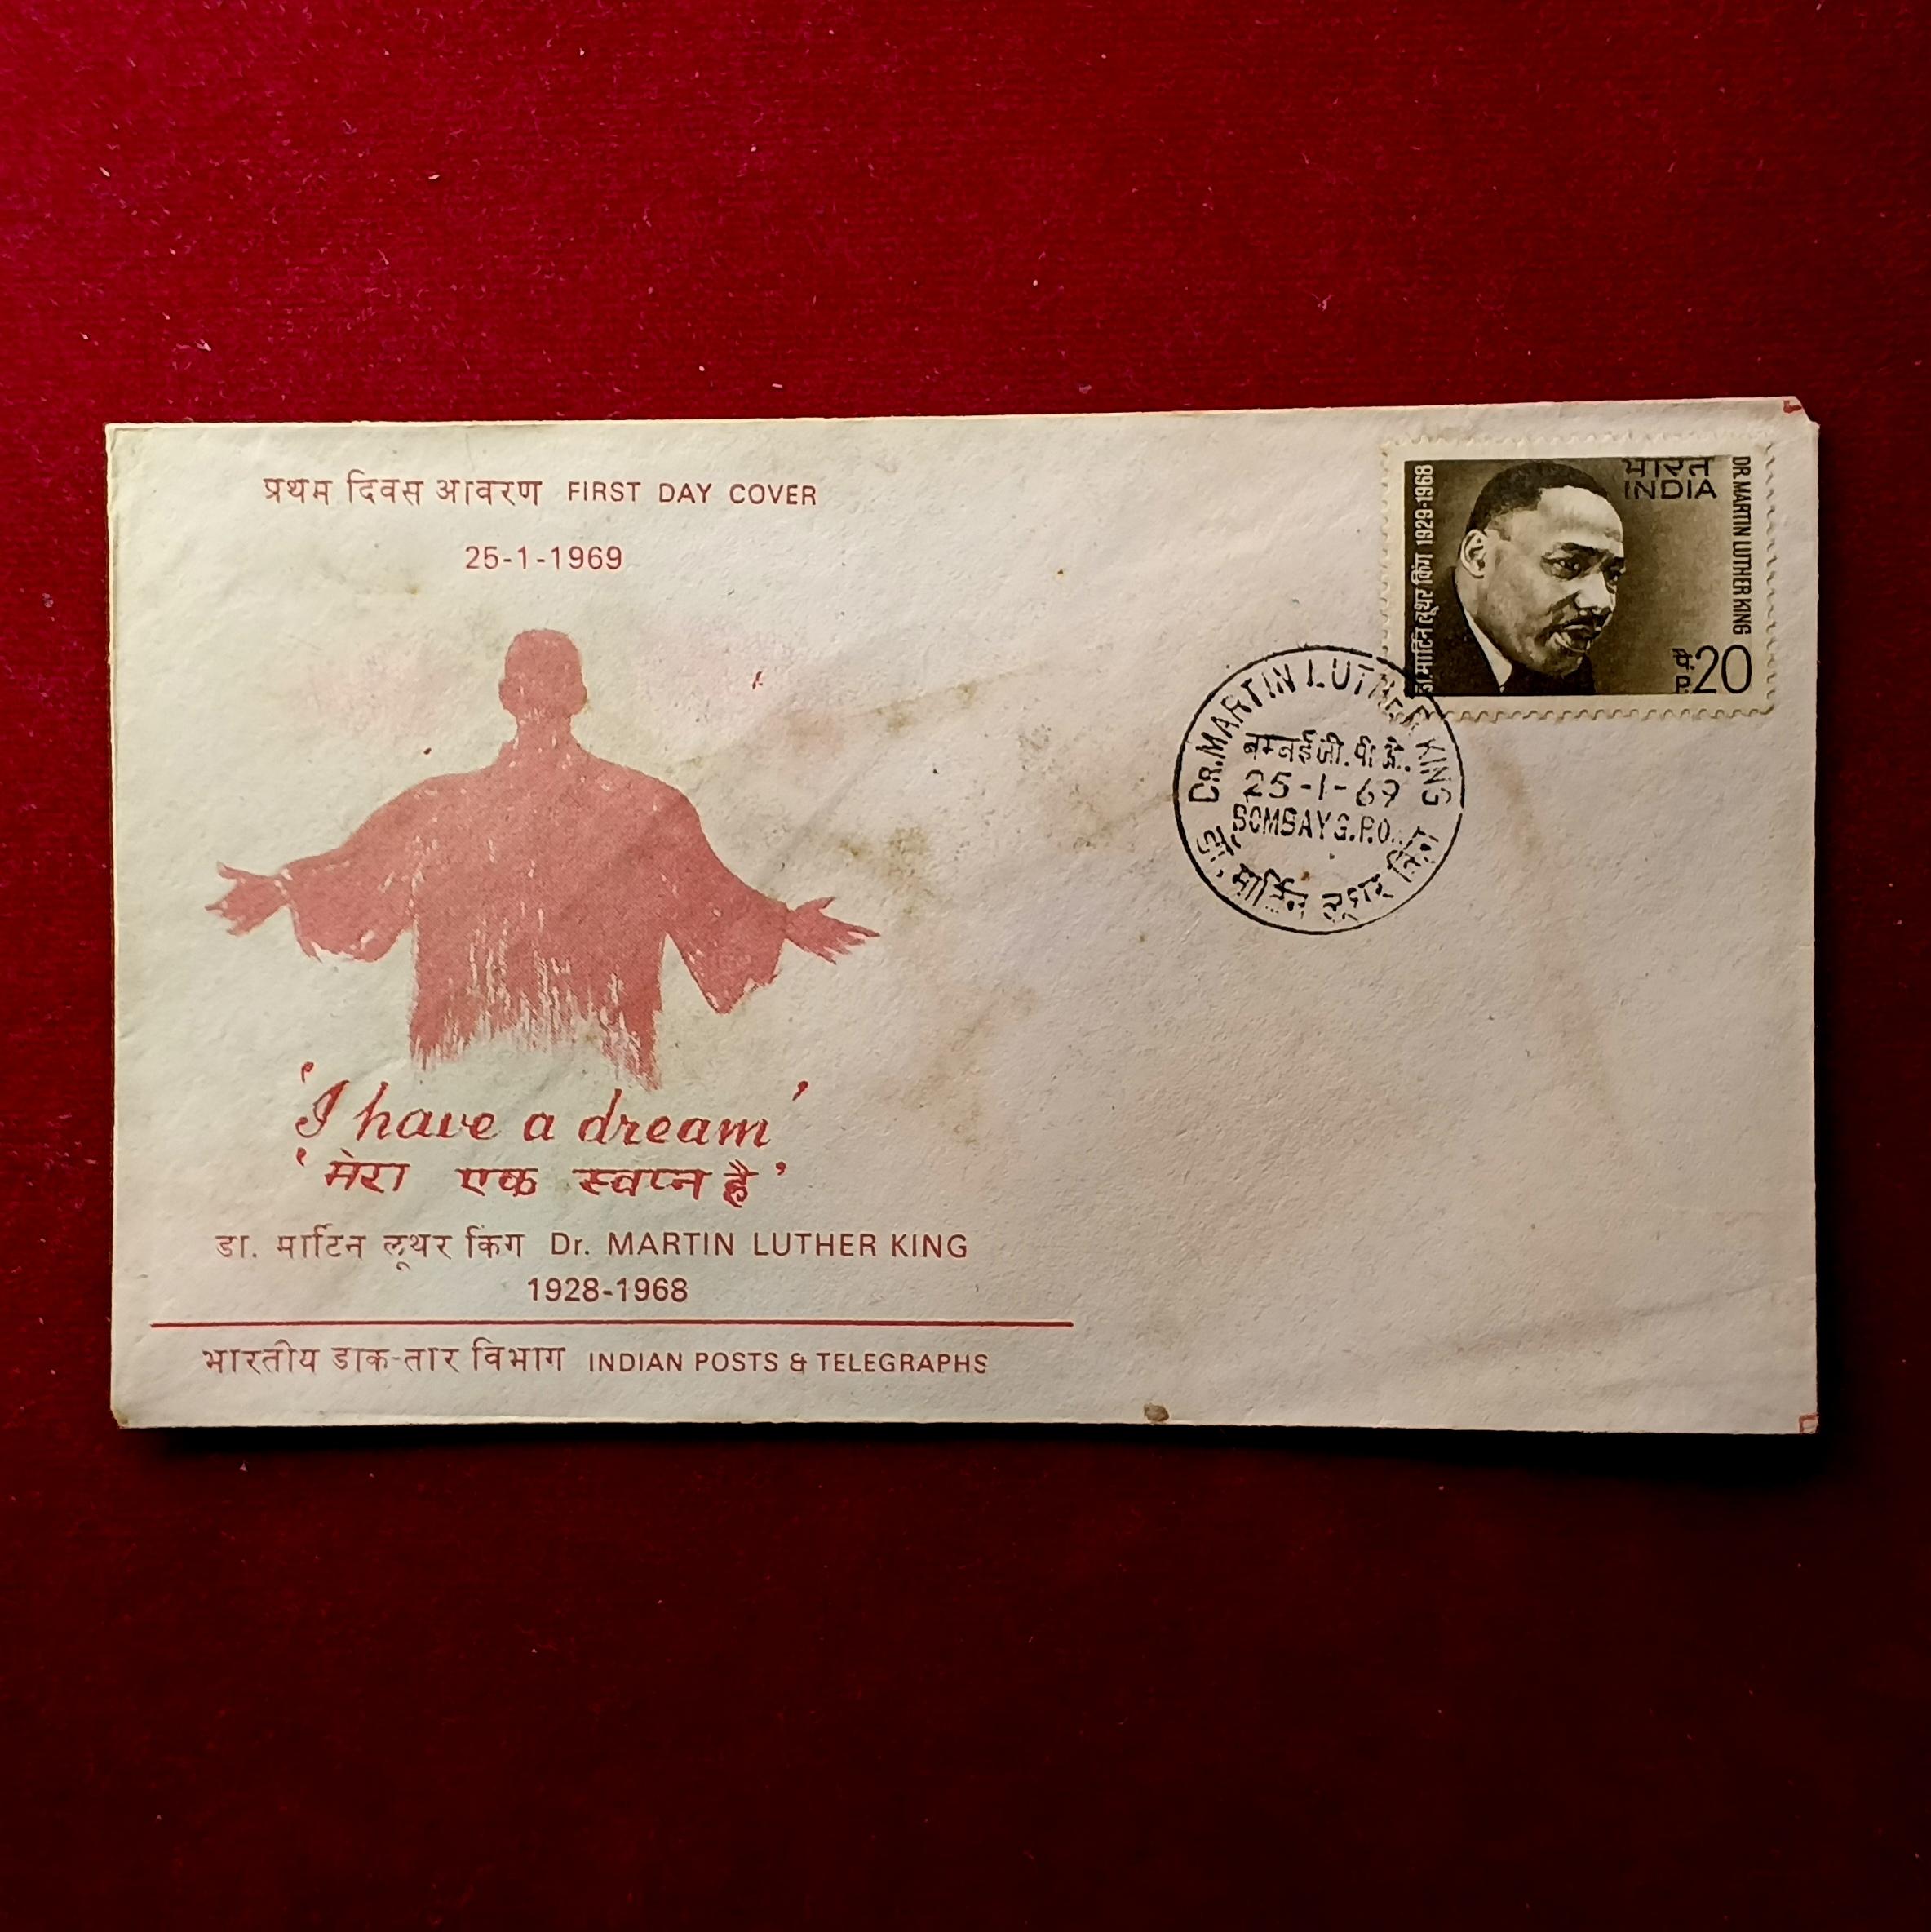 प्रथम दिवस आवरण FIRST DAY COVER
25-1-1969
भारत
INDIA
डा. मार्टिन लूथर किंग 1929-1968
DR. MARTIN LUTHER KING
पै.
P.20
DR. MARTIN LUTHER KING
बम्बई जी. पी. ओ.
25-1-69
BOMBAY G.P.O.
डा. मार्टिन लूथर किंग
'I have a dream'
'मेरा एक स्वप्न है'
डा. मार्टिन लूथर किंग Dr. MARTIN LUTHER KING
1928-1968
भारतीय डाक-तार विभाग INDIAN POSTS & TELEGRAPHS